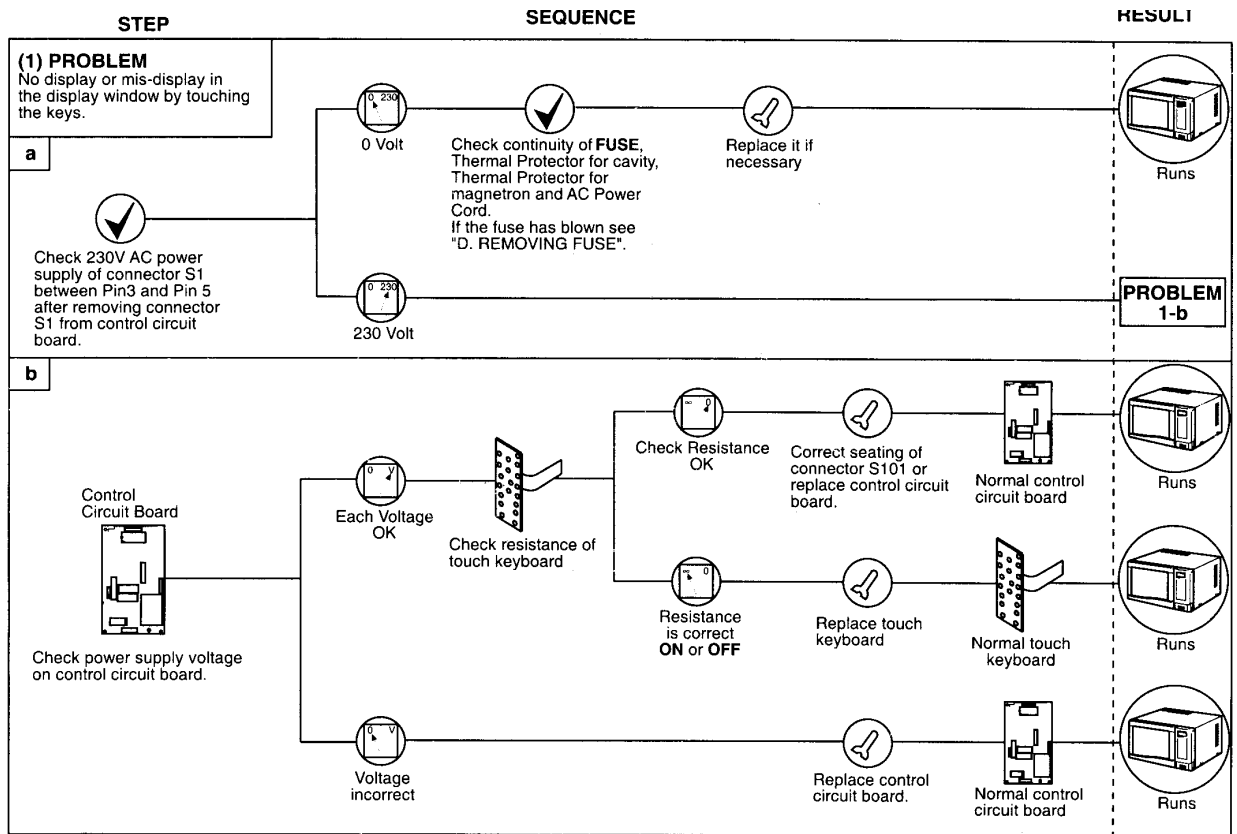 STEP
SEQUENCE
RESULT
(1) PROBLEM
No display or mis-display in
the display window by touching
the keys.
a
Check 230V AC power
supply of connector S1
between Pin3 and Pin 5
after removing connector
S1 from control circuit
board.
0 230
0 Volt
Check continuity of FUSE,
Thermal Protector for cavity,
Thermal Protector for
magnetron and AC Power
Cord.
If the fuse has blown see
"D. REMOVING FUSE".
Replace it if
necessary
Runs
0 230
230 Volt
PROBLEM
1-b
b
Control
Circuit Board
Check power supply voltage
on control circuit board.
0 V
Each Voltage
OK
Check resistance of
touch keyboard
∞ 0
Check Resistance
OK
Correct seating of
connector S101 or
replace control circuit
board.
Normal control
circuit board
Runs
∞ 0
Resistance
is correct
ON or OFF
Replace touch
keyboard
Normal touch
keyboard
Runs
0 V
Voltage
incorrect
Replace control
circuit board.
Normal control
circuit board
Runs